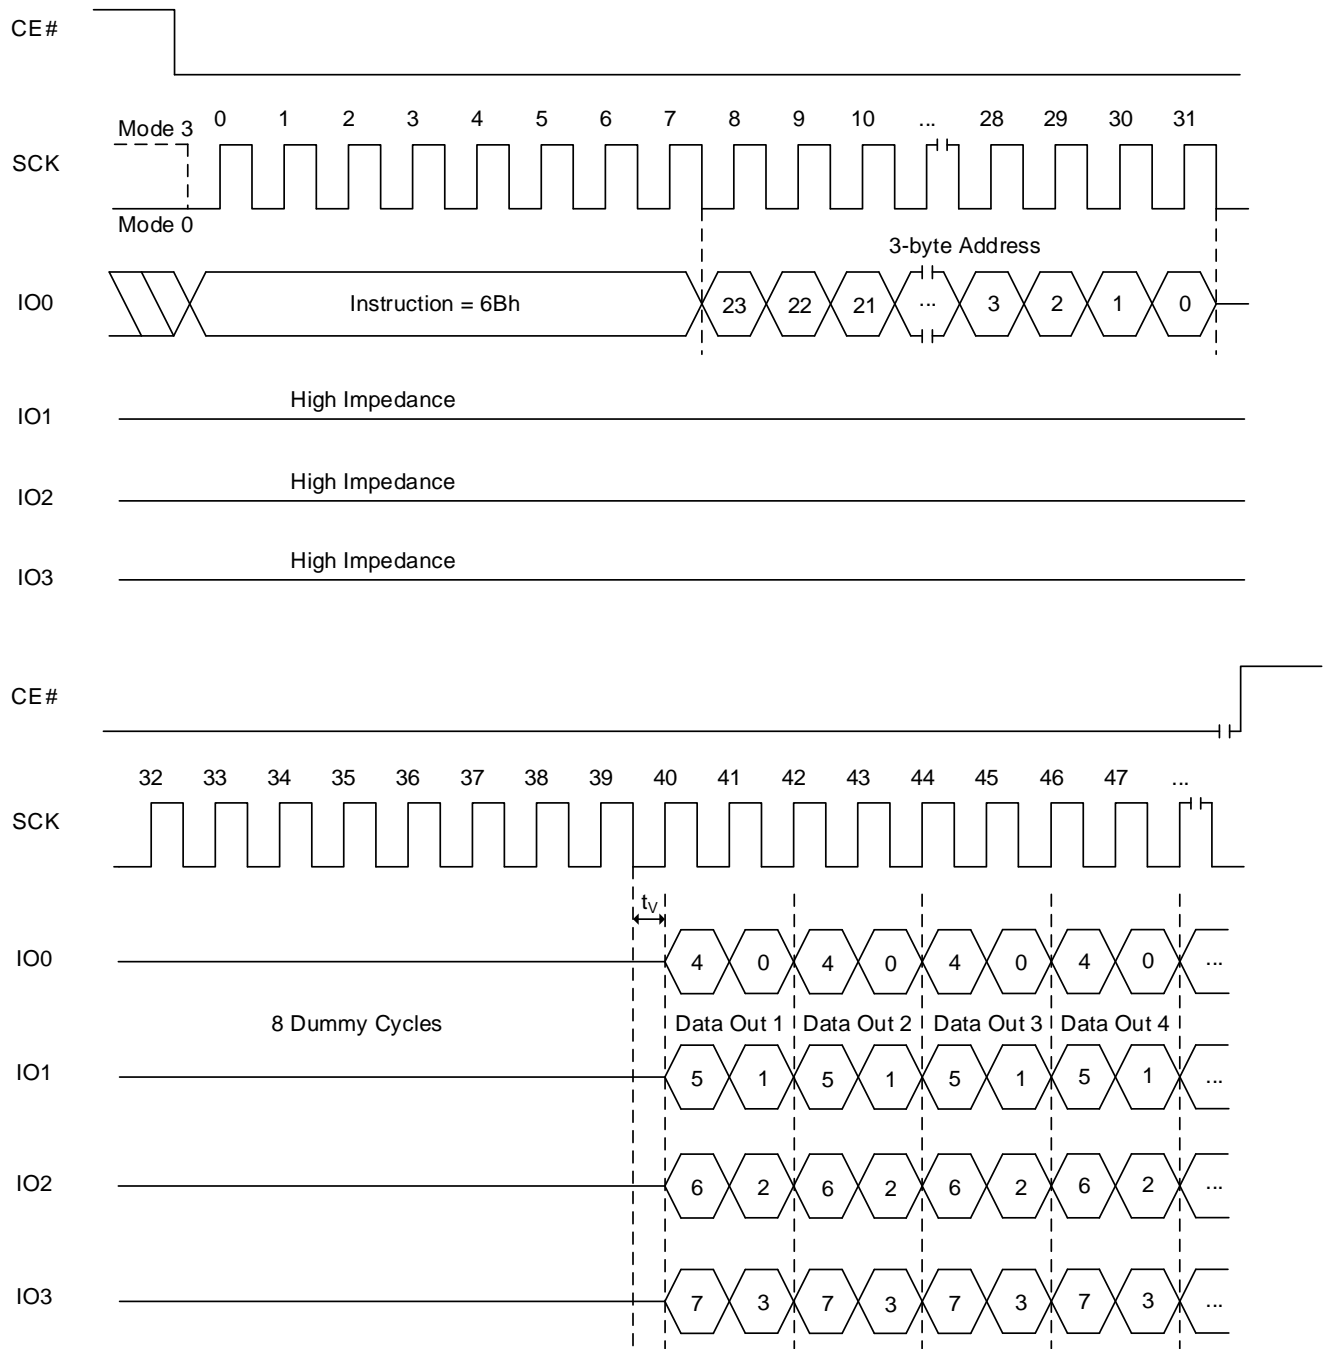 CE#
Mode 3 0 1 2 3 4 5 6 7 8 9 10 ... 28 29 30 31
SCK
Mode 0
3-byte Address
IO0 Instruction = 6Bh 23 22 21 ... 3 2 1 0
High Impedance
IO1
High Impedance
IO2
High Impedance
IO3
CE#
32 33 34 35 36 37 38 39 40 41 42 43 44 45 46 47 ...
SCK
tV
IO0 4 0 4 0 4 0 4 0 ...
8 Dummy Cycles Data Out 1 Data Out 2 Data Out 3 Data Out 4
IO1 5 1 5 1 5 1 5 1 ...
IO2 6 2 6 2 6 2 6 2 ...
IO3 7 3 7 3 7 3 7 3 ...